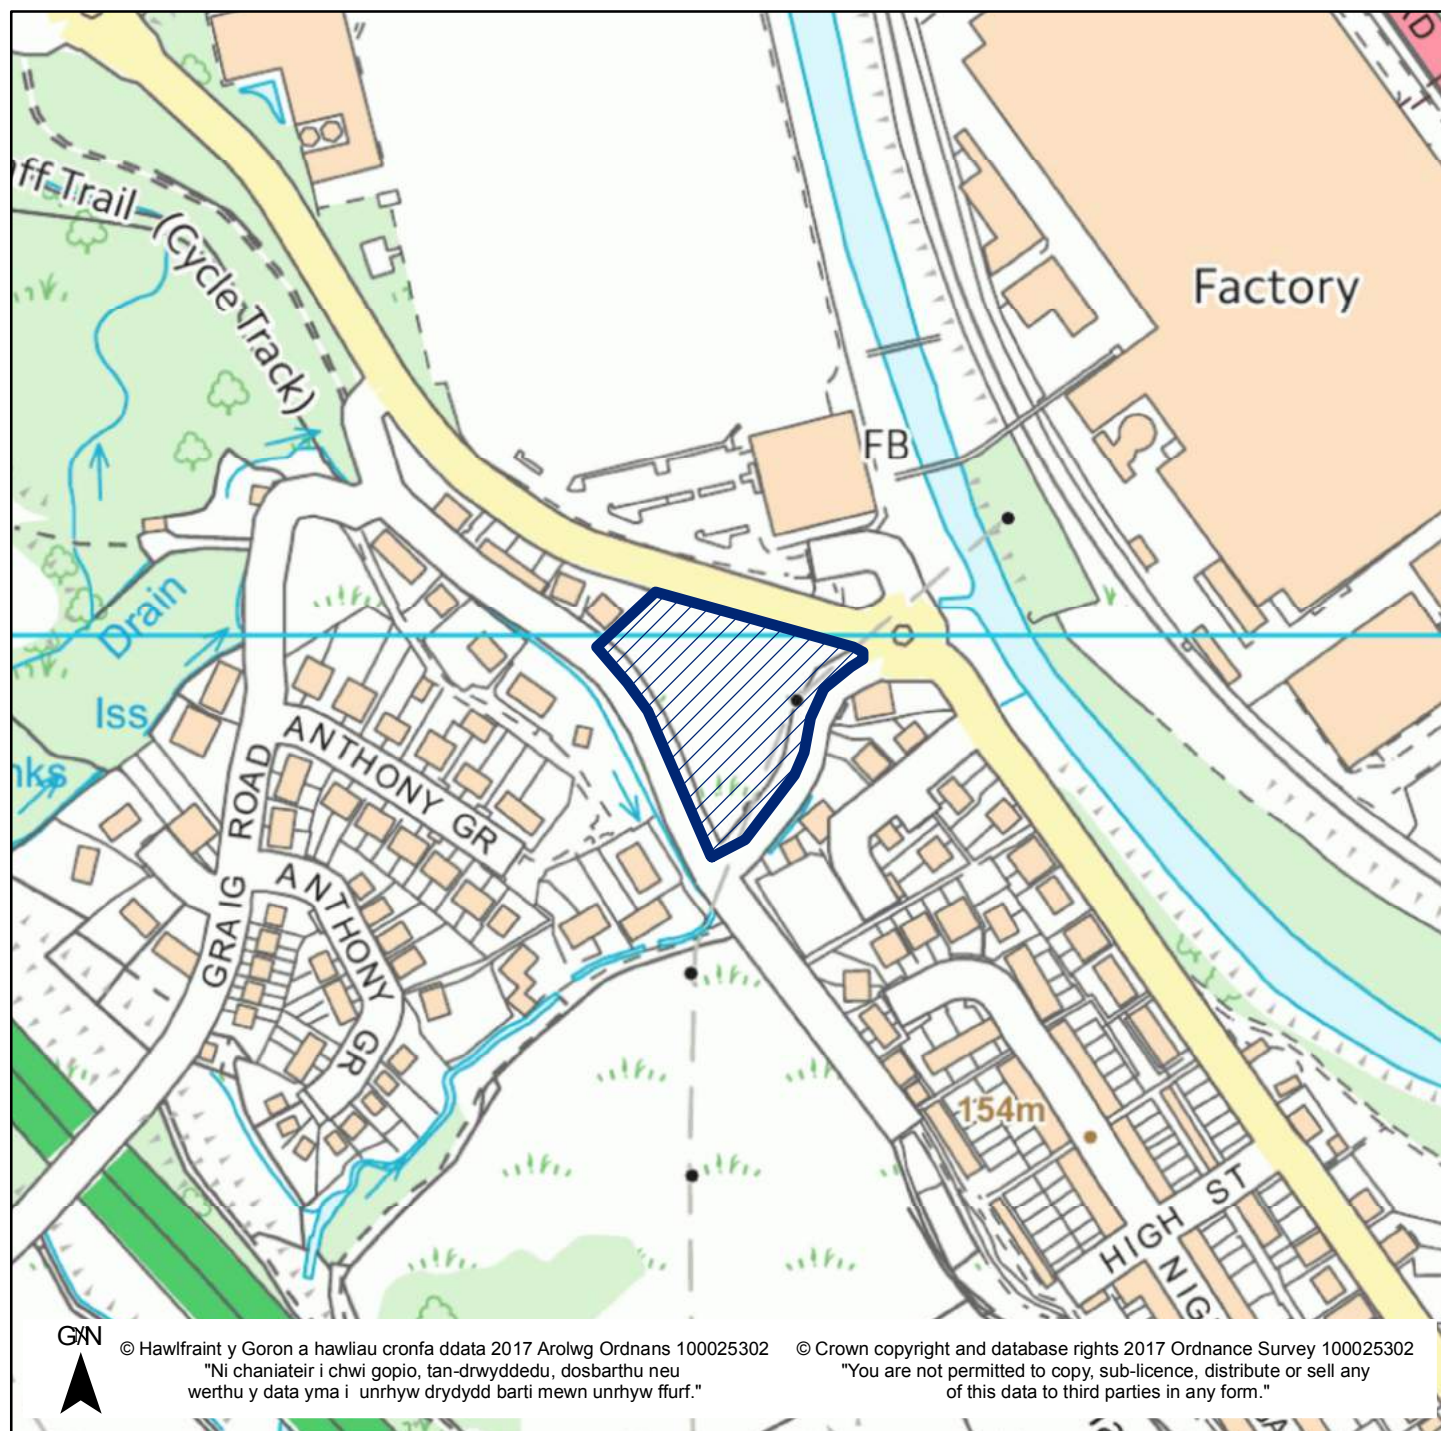 Trail (Cycle Track)
Factory
FB
Drain
Iss
GRAIG ROAD
ANTHONY GR
ANTHONY GR
154m
HIGH ST
G/N
© Hawlfraint y Goron a hawliau cronfa ddata 2017 Arolwg Ordnans 100025302
"Ni chaniateir i chwi gopio, tan-drwyddedu, dosbarthu neu
werthu y data yma i unrhyw drydydd barti mewn unrhyw ffurf."
© Crown copyright and database rights 2017 Ordnance Survey 100025302
"You are not permitted to copy, sub-licence, distribute or sell any
of this data to third parties in any form."